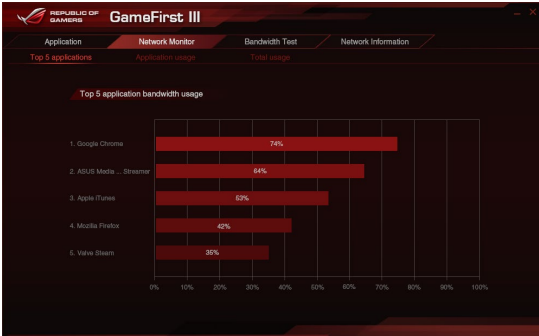 REPUBLIC OF
GAMERS
GameFirst III
Application Network Monitor Bandwidth Test Network Information
Top 5 applications Application usage Total usage
Top 5 application bandwidth usage
1. Google Chrome 74%
2. ASUS Media ... Streamer 64%
3. Apple iTunes 53%
4. Mozilla Firefox 42%
5. Valve Steam 35%
0% 10% 20% 30% 40% 50% 60% 70% 80% 90% 100%